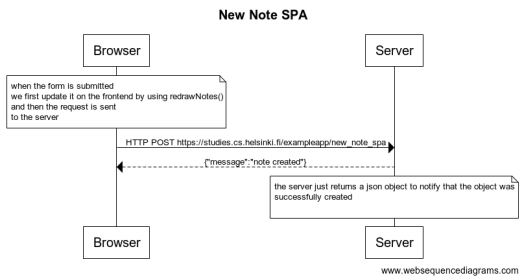 New Note SPA
Browser
Server
when the form is submitted
we first update it on the frontend by using redrawNotes()
and then the request is sent
to the server
HTTP POST https://studies.cs.helsinki.fi/exampleapp/new_note_spa
{"message":"note created"}
the server just returns a json object to notify that the object was
successfully created
Browser
Server
www.websequencediagrams.com